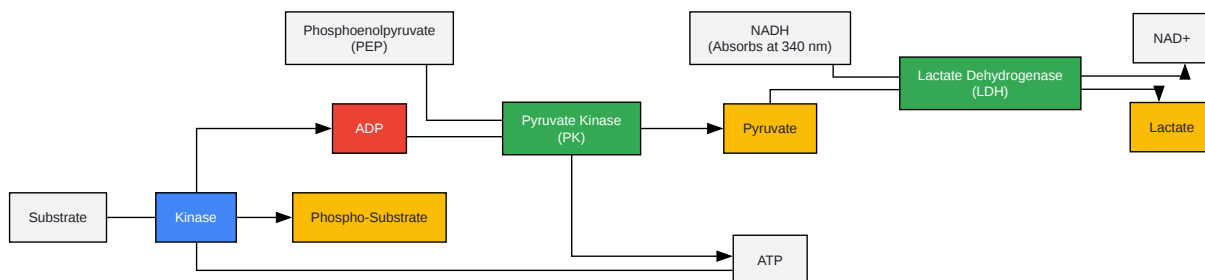 Phosphoenolpyruvate
(PEP)
NADH
(Absorbs at 340 nm)
NAD+
Lactate Dehydrogenase
(LDH)
ADP
Pyruvate Kinase
(PK)
Pyruvate
Lactate
Substrate
Kinase
Phospho-Substrate
ATP